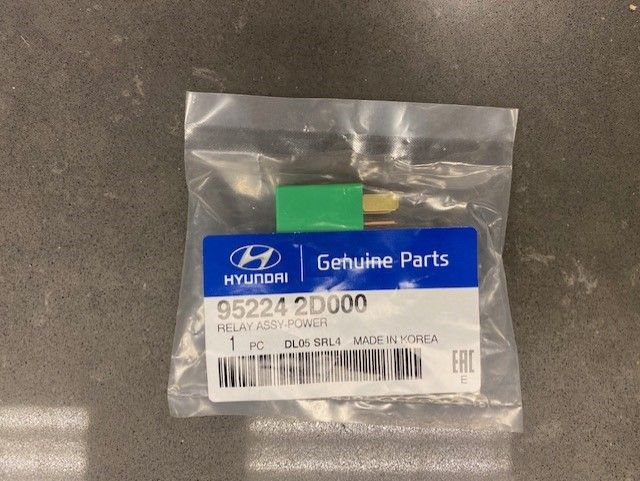 HYUNDAI
Genuine Parts
95224 2D000
RELAY ASSY-POWER
1 PC DL05 SRL4 MADE IN KOREA
EAC
E